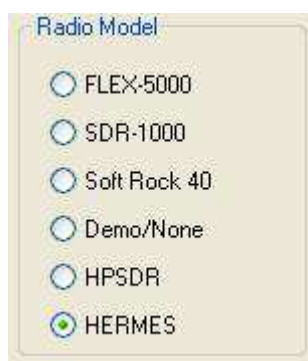 Radio Model
FLEX-5000
SDR-1000
Soft Rock 40
Demo/None
HPSDR
HERMES